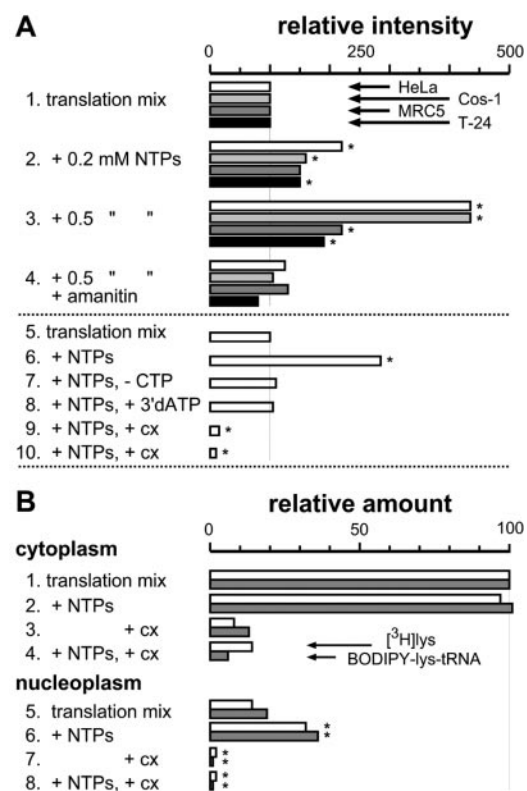 A
relative intensity
0 250 500
1. translation mix
HeLa
Cos-1
MRC5
T-24
2. + 0.2 mM NTPs
*
*
*
3. + 0.5 " "
*
*
*
*
4. + 0.5 " "
+ amanitin
5. translation mix
6. + NTPs
*
7. + NTPs, - CTP
8. + NTPs, + 3'dATP
9. + NTPs, + cx
*
10. + NTPs, + cx
*
B
relative amount
0 50 100
cytoplasm
1. translation mix
2. + NTPs
3. + cx
4. + NTPs, + cx
[³H]lys
BODIPY-lys-tRNA
nucleoplasm
5. translation mix
6. + NTPs
*
*
7. + cx
*
*
8. + NTPs, + cx
*
*